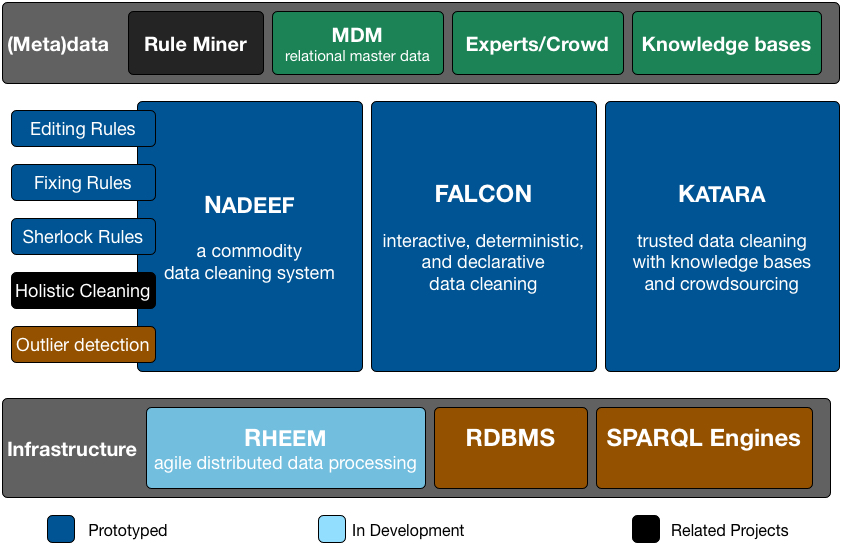 (Meta)data
Rule Miner
MDM
relational master data
Experts/Crowd
Knowledge bases
Editing Rules
Fixing Rules
Sherlock Rules
Holistic Cleaning
Outlier detection
NADEEF
a commodity
data cleaning system
FALCON
interactive, deterministic,
and declarative
data cleaning
KATARA
trusted data cleaning
with knowledge bases
and crowdsourcing
Infrastructure
RHEEM
agile distributed data processing
RDBMS
SPARQL Engines
Prototyped
In Development
Related Projects